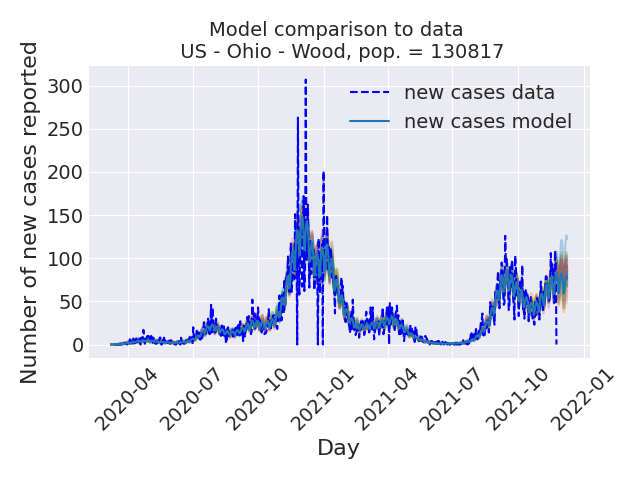 Model comparison to data
US - Ohio - Wood, pop. = 130817
Number of new cases reported
300
250
200
150
100
50
0
new cases data
new cases model
2020-04
2020-07
2020-10
2021-01
2021-04
2021-07
2021-10
2022-01
Day